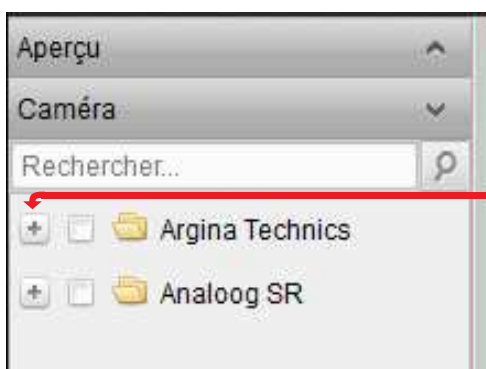 Aperçu
Caméra
Rechercher...
Argina Technics
Analoog SR